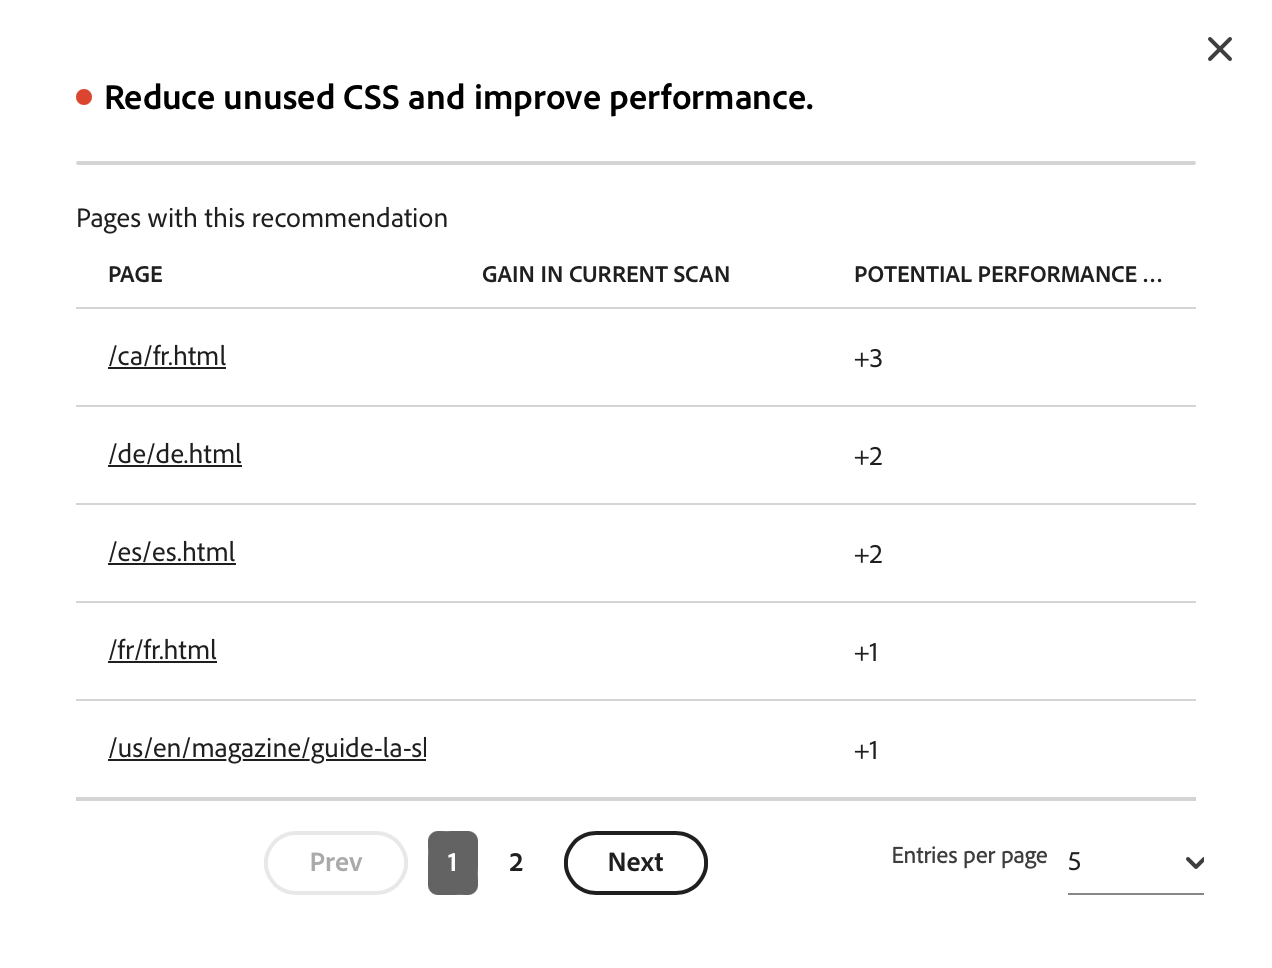 Reduce unused CSS and improve performance.
Pages with this recommendation
PAGE GAIN IN CURRENT SCAN POTENTIAL PERFORMANCE ...
/ca/fr.html +3
/de/de.html +2
/es/es.html +2
/fr/fr.html +1
/us/en/magazine/guide-la-sl +1
Prev 1 2 Next Entries per page 5